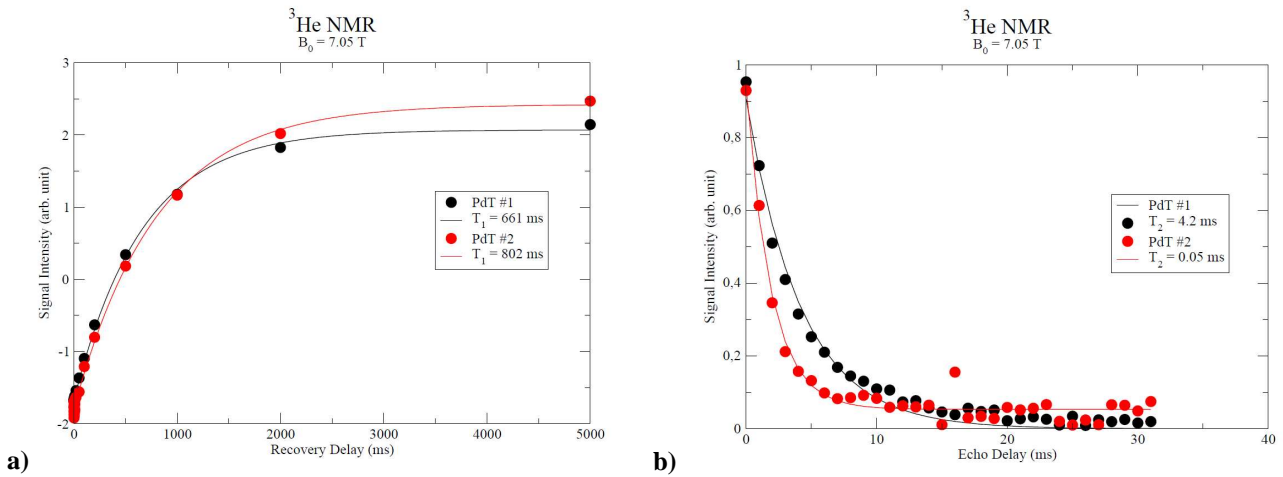 ³He NMR
B₀ = 7.05 T
Signal Intensity (arb. unit)
3
2
1
0
-1
-2
PdT #1
T₁ = 661 ms
PdT #2
T₁ = 802 ms
0
1000
2000
3000
4000
5000
Recovery Delay (ms)
a)
³He NMR
B₀ = 7.05 T
Signal Intensity (arb. unit)
1
0,8
0,6
0,4
0,2
0
PdT #1
T₂ = 4.2 ms
PdT #2
T₂ = 0.05 ms
0
10
20
30
40
Echo Delay (ms)
b)